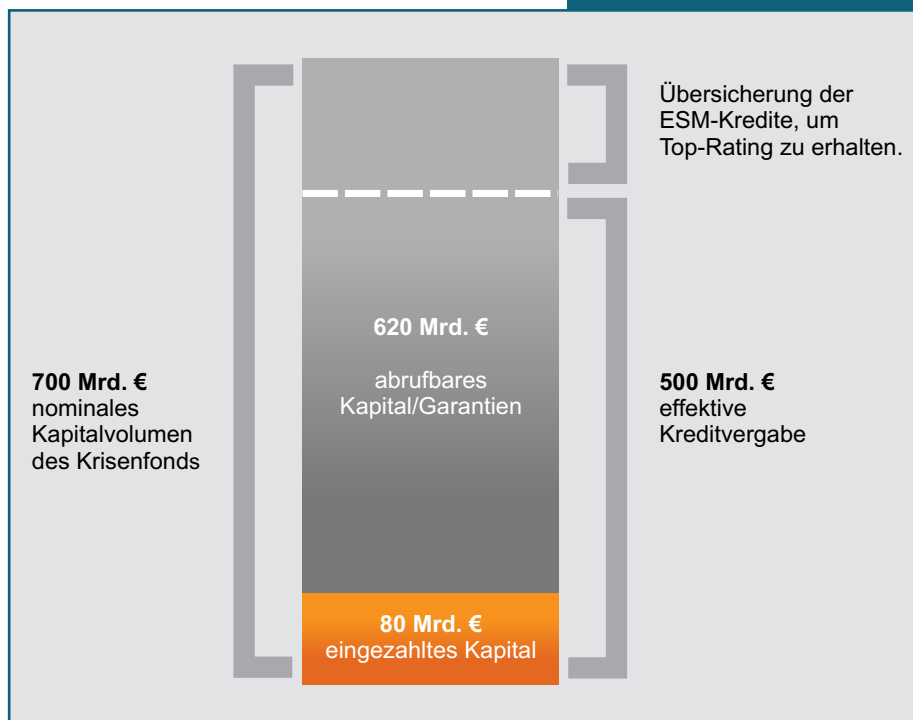 Übersicherung der
ESM-Kredite, um
Top-Rating zu erhalten.
620 Mrd. €
abrufbares
Kapital/Garantien
700 Mrd. €
nominales
Kapitalvolumen
des Krisenfonds
500 Mrd. €
effektive
Kreditvergabe
80 Mrd. €
eingezahltes Kapital